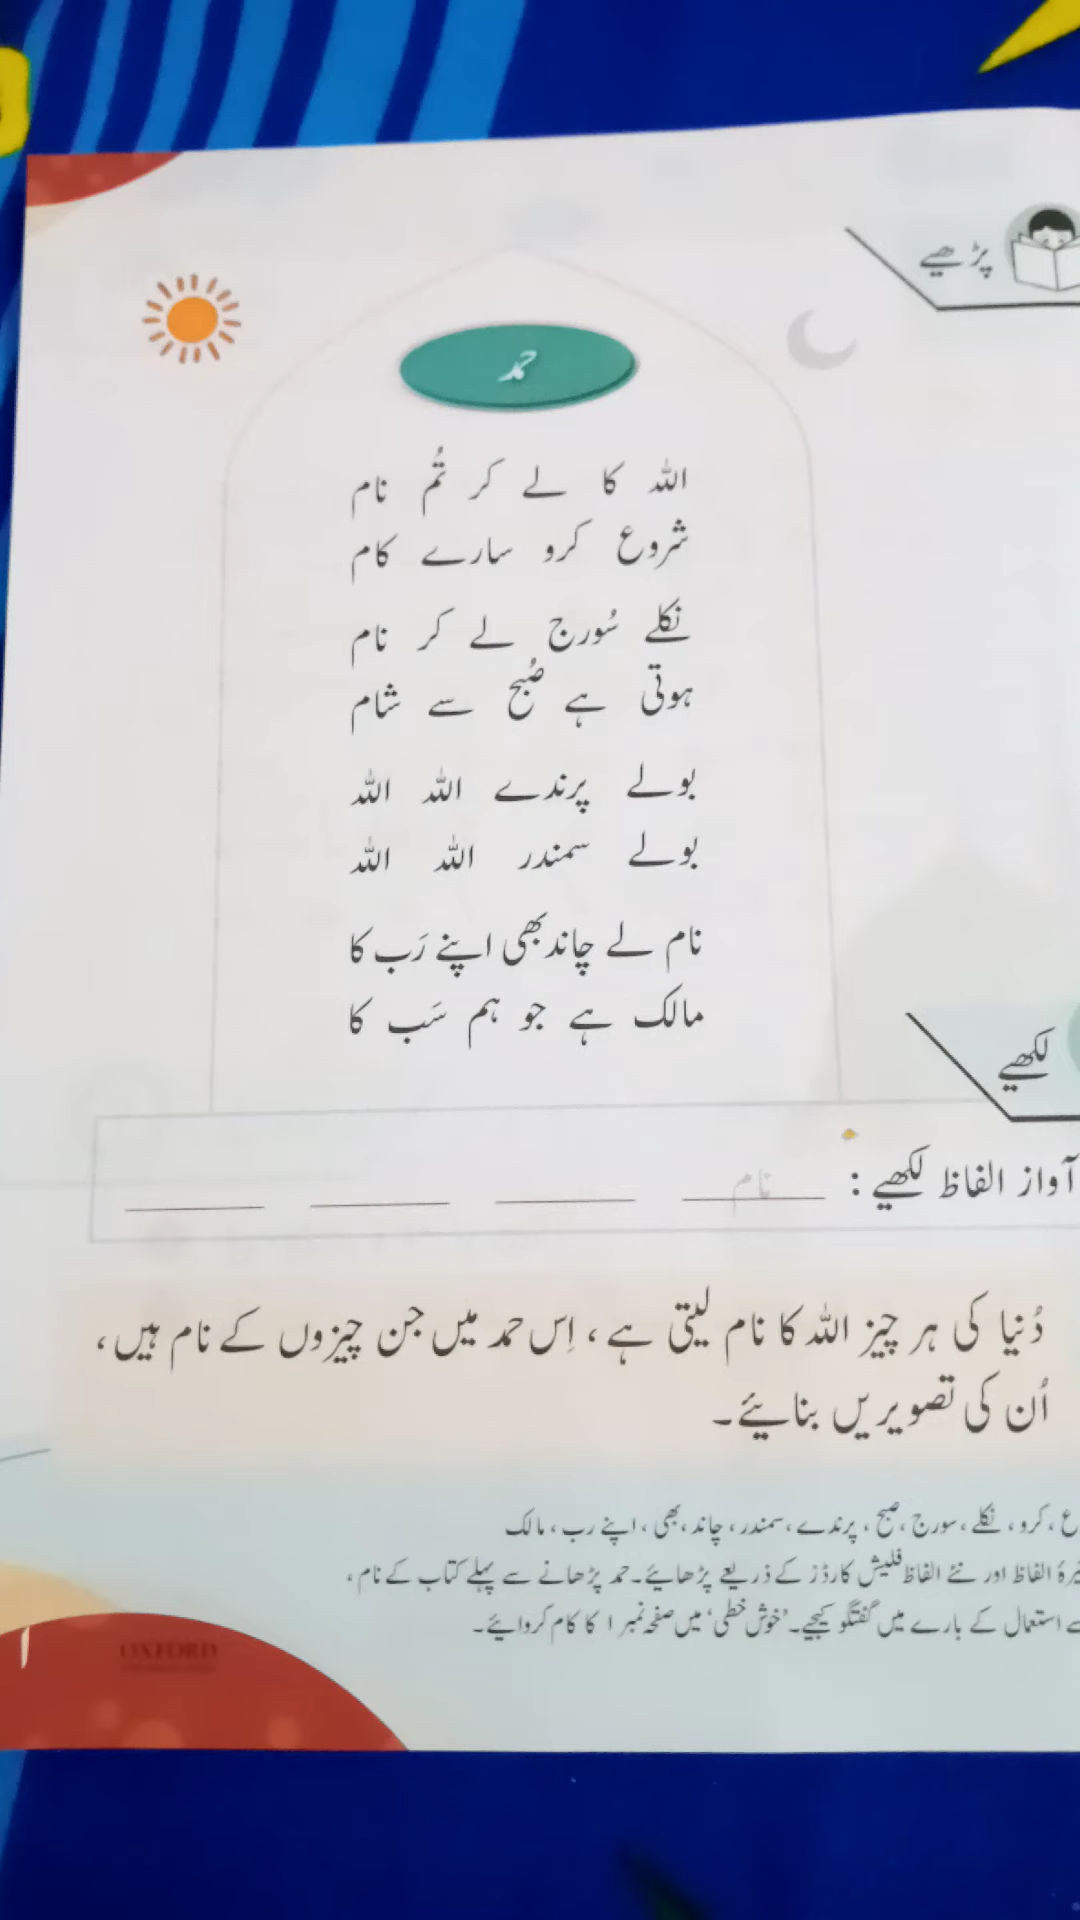 پڑھیے
حمد
اللہ کا لے کر تُم نام
شروع کرو سارے کام
نکلے سُورج لے کر نام
ہوتی ہے صُبح سے شام
بولے پرندے اللہ اللہ
بولے سمندر اللہ اللہ
نام لے چاند بھی اپنے رَب کا
مالک ہے جو ہم سَب کا
لکھیے
آواز الفاظ لکھیے : نام
دُنیا کی ہر چیز اللہ کا نام لیتی ہے ، اِس حمد میں جن چیزوں کے نام ہیں،
اُن کی تصویریں بنائیے۔
ع ، کرو ، نکلے ، سورج ، صبح ، پرندے ، سمندر ، چاند ، بھی ، اپنے رب ، مالک
الفاظ اور نئے الفاظ فلیش کارڈز کے ذریعے پڑھائیے۔ حمد پڑھانے سے پہلے کتاب کے نام ،
استعمال کے بارے میں گفتگو کیجیے۔ 'خوش خطی' میں صفحہ نمبر ۱ کا کام کروائیے۔
OXFORD